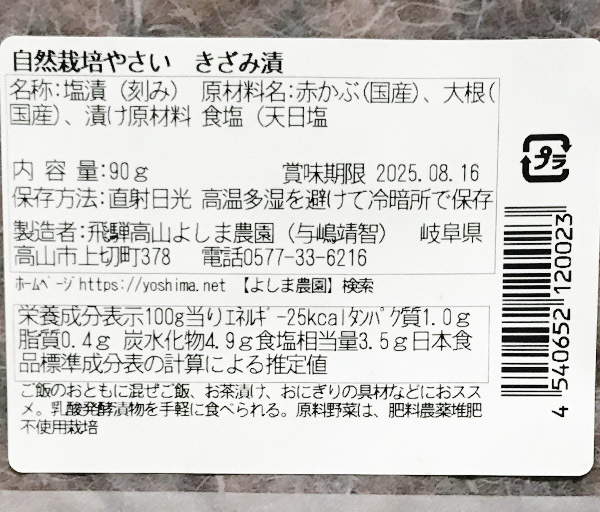 自然栽培やさい　きざみ漬
名称:塩漬（刻み）　原材料名:赤かぶ(国産)、大根(
国産)、漬け原材料 食塩（天日塩
内 容 量:90ｇ　賞味期限 2025.08.16
保存方法:直射日光 高温多湿を避けて冷暗所で保存
製造者:飛騨高山よしま農園（与嶋靖智）　岐阜県
高山市上切町378　電話0577-33-6216
ﾎｰﾑﾍﾟｰｼﾞhttps://yoshima.net 【よしま農園】検索
栄養成分表示100g当りｴﾈﾙｷﾞｰ25kcalﾀﾝﾊﾟｸ質1.0ｇ
脂質0.4ｇ 炭水化物4.9ｇ食塩相当量3.5ｇ日本食
品標準成分表の計算による推定値
ご飯のおともに混ぜご飯、お茶漬け、おにぎりの具材などにおスス
メ。乳酸発酵漬物を手軽に食べられる。原料野菜は、肥料農薬堆肥
不使用栽培
プラ
4 540652 120023